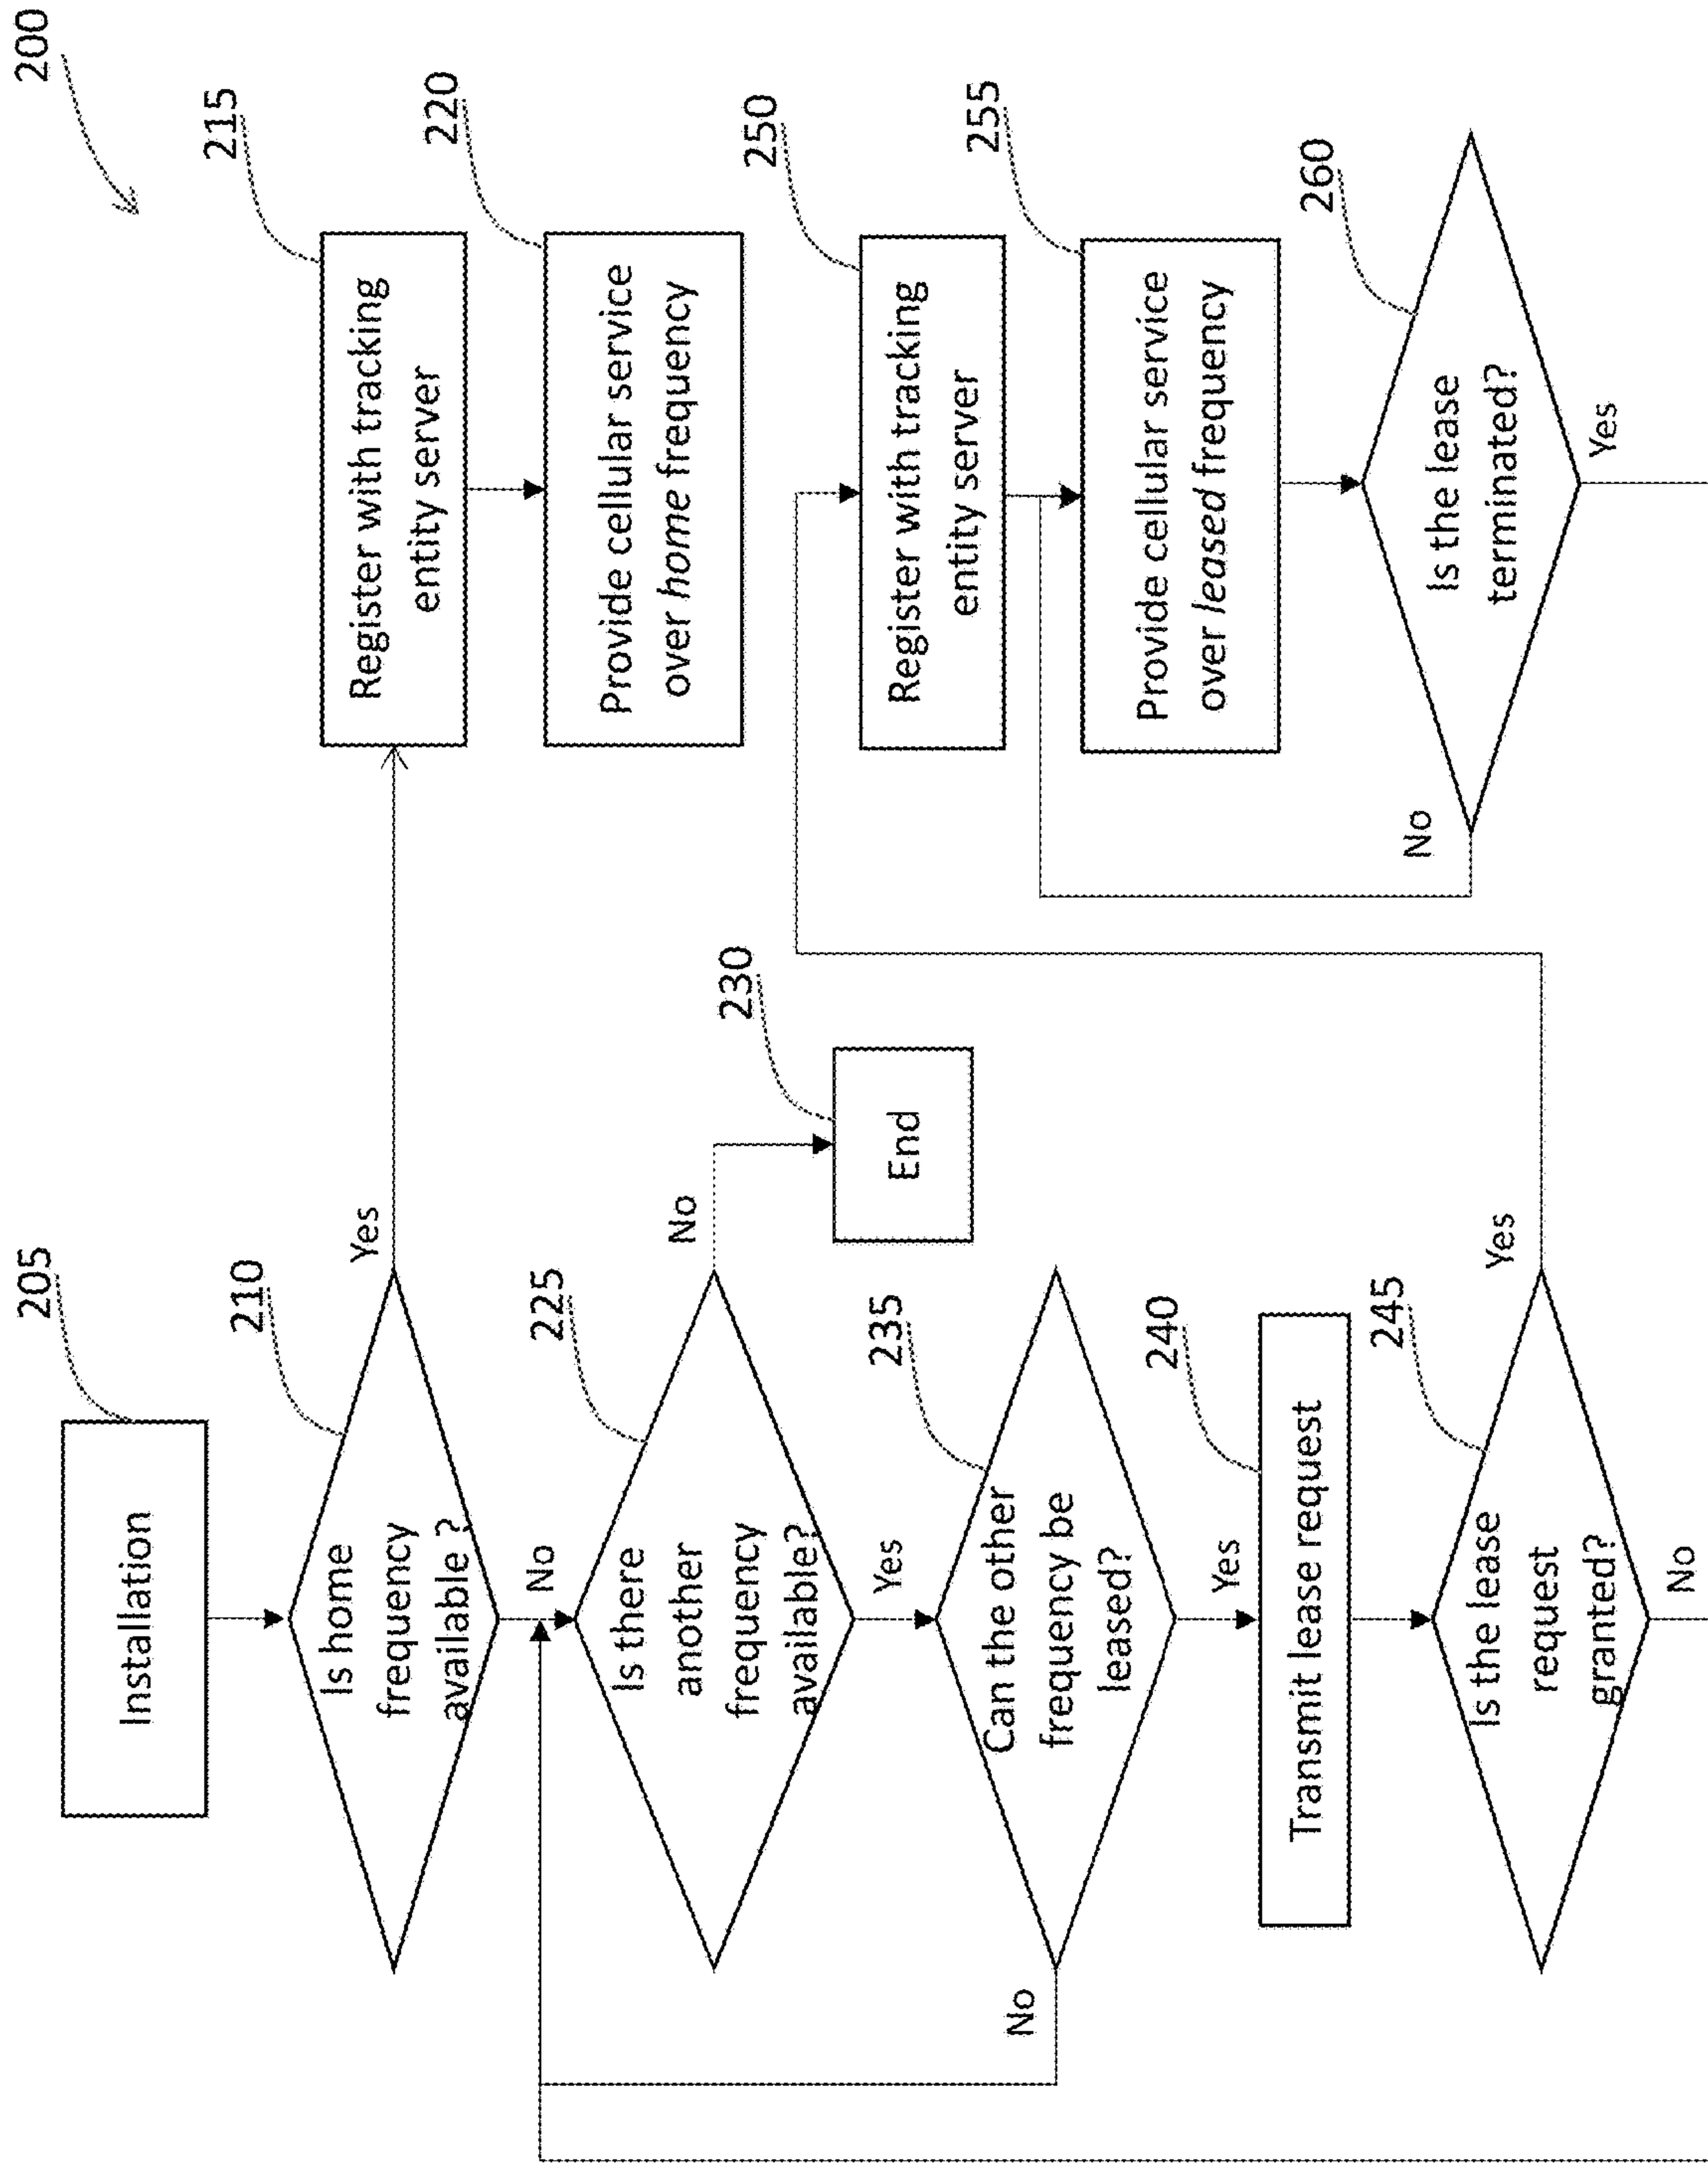 200
205
Installation
210
Is home
frequency
available ?
Yes
No
215
Register with tracking
entity server
220
Provide cellular service
over home frequency
225
Is there
another
frequency
available?
No
Yes
230
End
235
Can the other
frequency be
leased?
No
Yes
240
Transmit lease request
245
Is the lease
request
granted?
Yes
No
250
Register with tracking
entity server
255
Provide cellular service
over leased frequency
260
Is the lease
terminated?
No
Yes